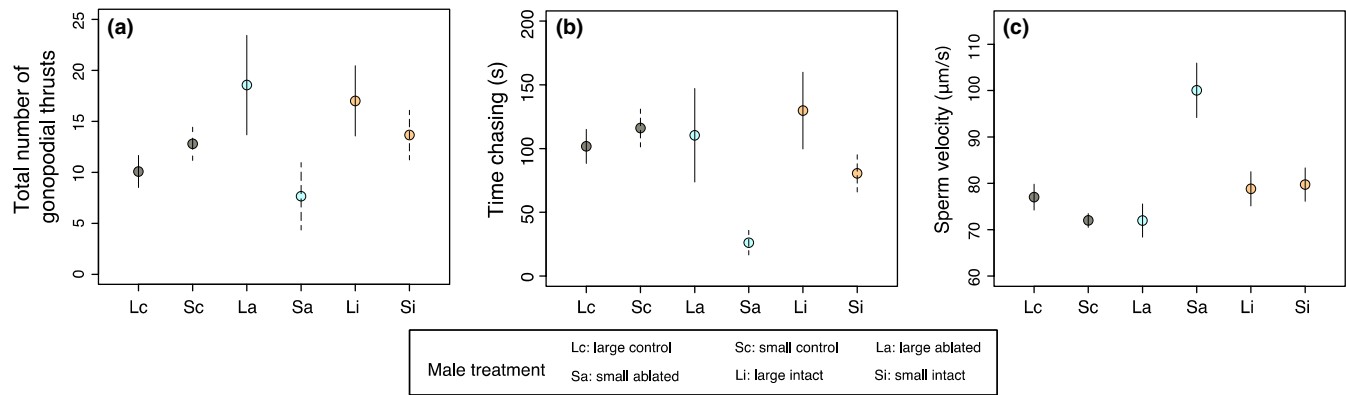 (a)
Total number of
gonopodial thrusts
25
20
15
10
5
0
Lc Sc La Sa Li Si
(b)
Time chasing (s)
200
150
100
50
0
Lc Sc La Sa Li Si
(c)
Sperm velocity (µm/s)
110
100
90
80
70
60
Lc Sc La Sa Li Si
Male treatment
Lc: large control Sc: small control La: large ablated
Sa: small ablated Li: large intact Si: small intact